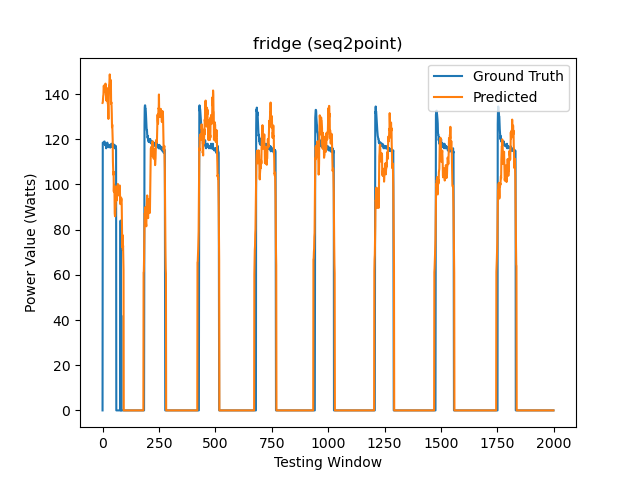 fridge (seq2point)
Ground Truth
Predicted
Power Value (Watts)
140
120
100
80
60
40
20
0
0 250 500 750 1000 1250 1500 1750 2000
Testing Window